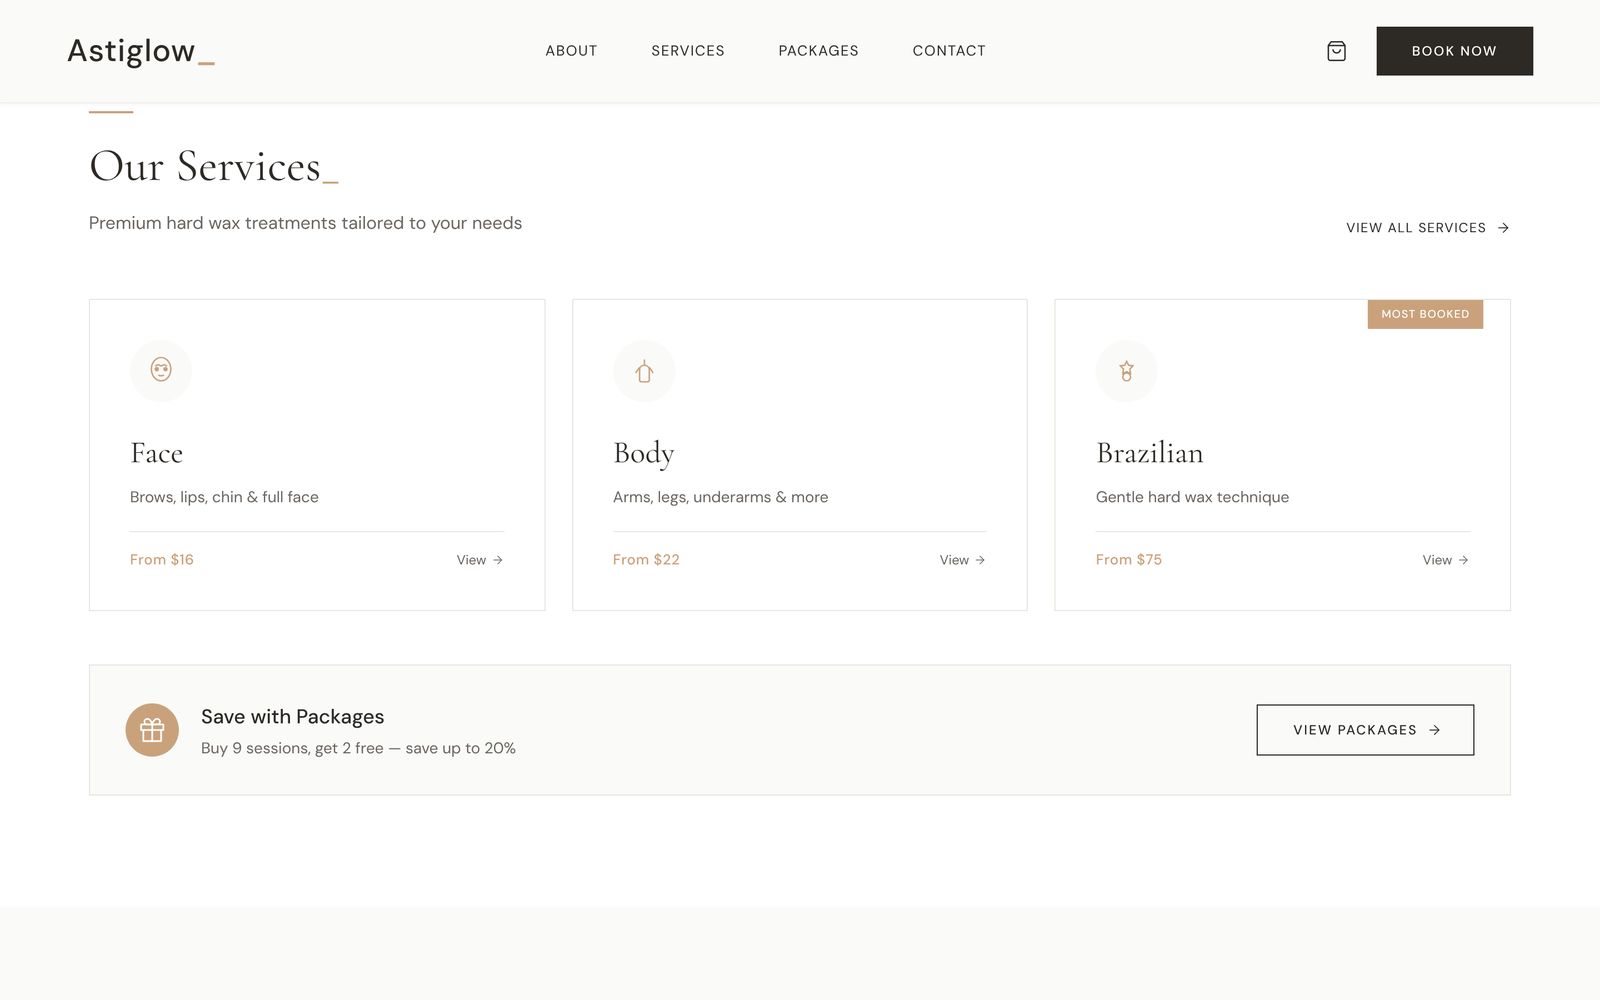 Astiglow_
ABOUT
SERVICES
PACKAGES
CONTACT
BOOK NOW
Our Services_
Premium hard wax treatments tailored to your needs
VIEW ALL SERVICES →
MOST BOOKED
Face
Brows, lips, chin & full face
From $16
View →
Body
Arms, legs, underarms & more
From $22
View →
Brazilian
Gentle hard wax technique
From $75
View →
Save with Packages
Buy 9 sessions, get 2 free — save up to 20%
VIEW PACKAGES →